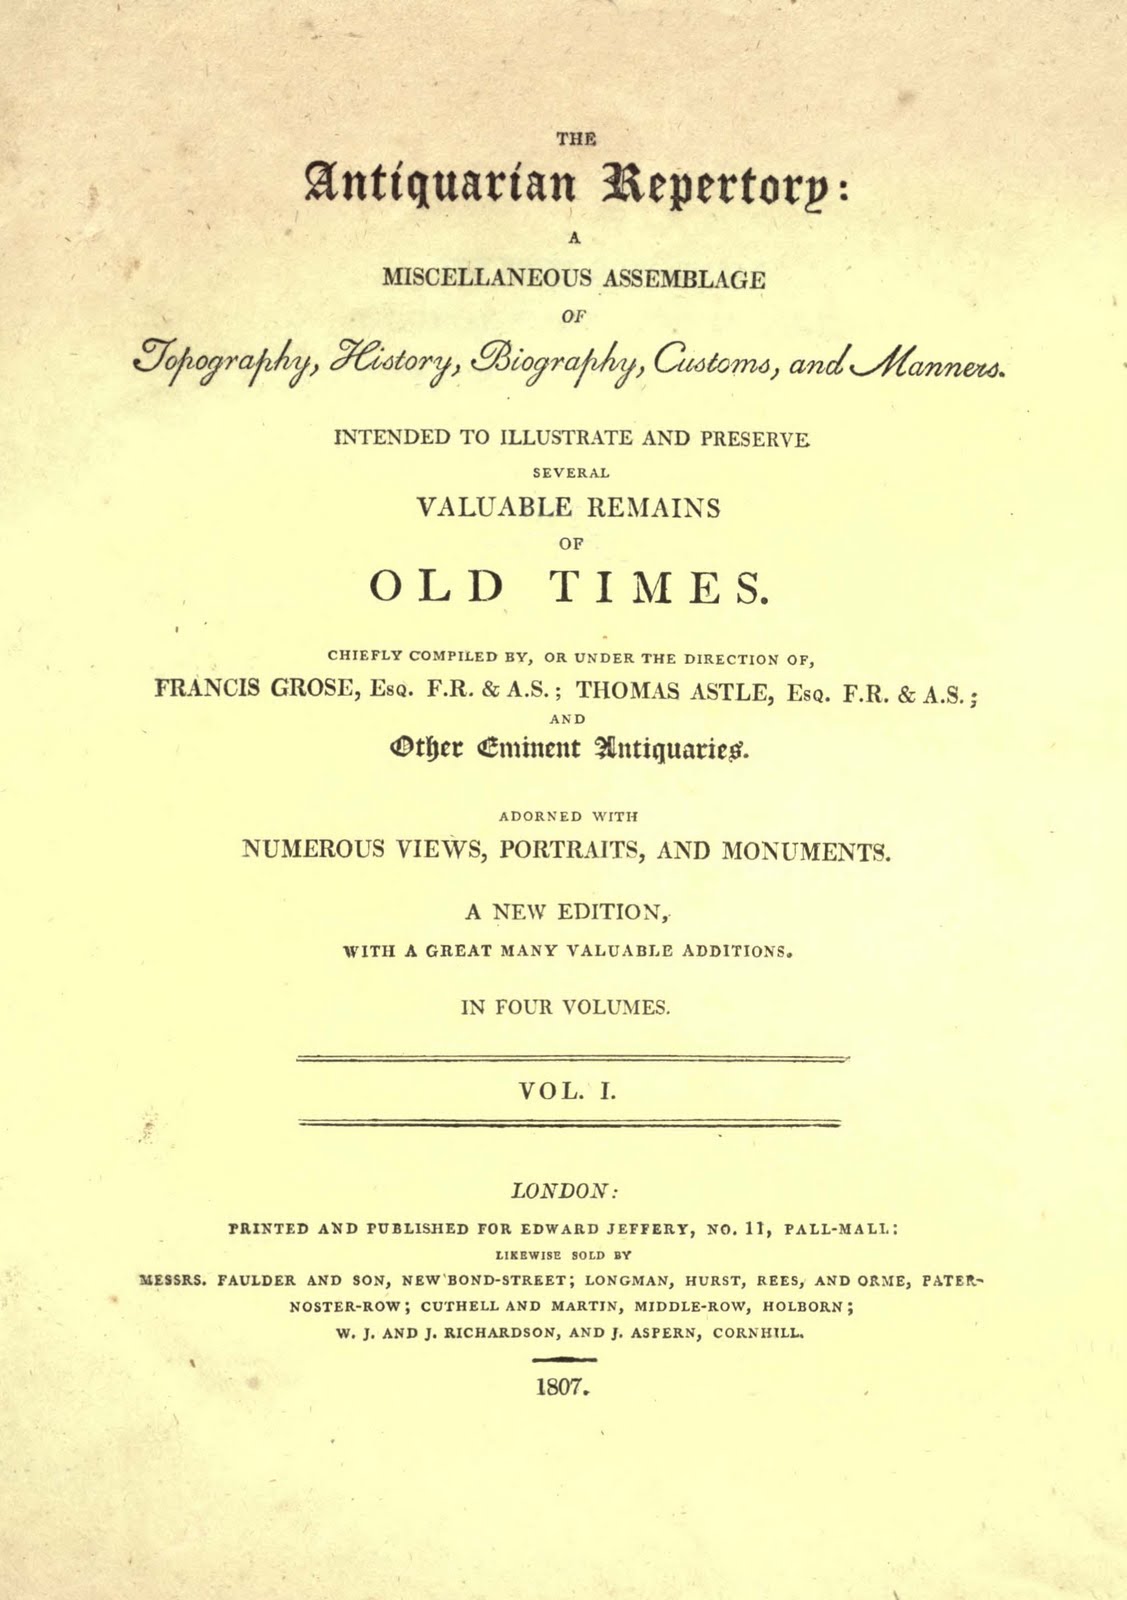 THE
Antiquarian Repertory:
A
MISCELLANEOUS ASSEMBLAGE
OF
Topography, History, Biography, Customs, and Manners.
INTENDED TO ILLUSTRATE AND PRESERVE
SEVERAL
VALUABLE REMAINS
OF
OLD TIMES.
CHIEFLY COMPILED BY, OR UNDER THE DIRECTION OF,
FRANCIS GROSE, Esq. F.R. & A.S.; THOMAS ASTLE, Esq. F.R. & A.S.;
AND
Other Eminent Antiquaries.
ADORNED WITH
NUMEROUS VIEWS, PORTRAITS, AND MONUMENTS.
A NEW EDITION,
WITH A GREAT MANY VALUABLE ADDITIONS.
IN FOUR VOLUMES.
VOL. I.
LONDON:
PRINTED AND PUBLISHED FOR EDWARD JEFFERY, NO. 11, PALL-MALL:
LIKEWISE SOLD BY
MESSRS. FAULDER AND SON, NEW BOND-STREET; LONGMAN, HURST, REES, AND ORME, PATER-
NOSTER-ROW; CUTHELL AND MARTIN, MIDDLE-ROW, HOLBORN;
W. J. AND J. RICHARDSON, AND J. ASPERN, CORNHILL.
1807.